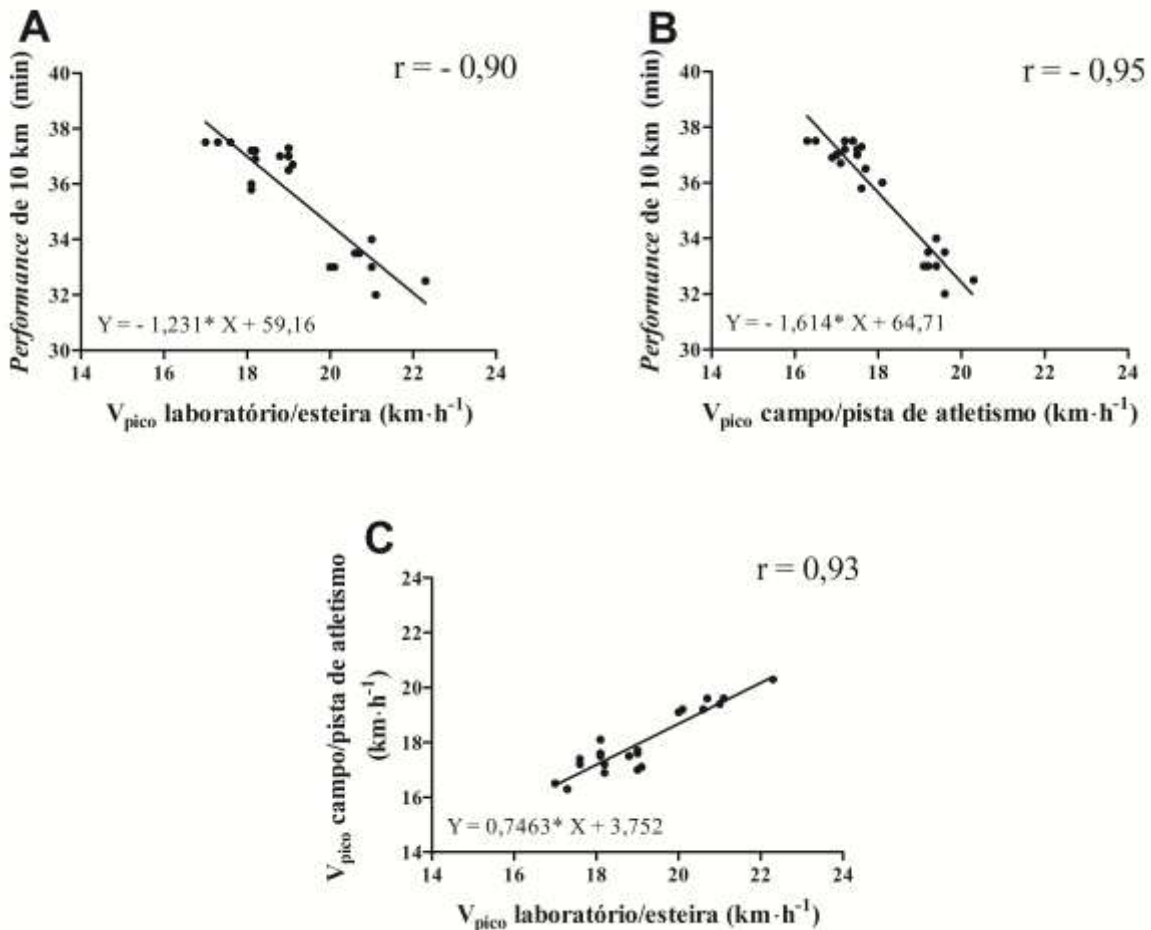 A
r = - 0,90
Performance de 10 km (min)
40
38
36
34
32
30
Y = - 1,231* X + 59,16
14 16 18 20 22 24
V pico laboratório/esteira (km·h-1)
B
r = - 0,95
Performance de 10 km (min)
40
38
36
34
32
30
Y = - 1,614* X + 64,71
14 16 18 20 22 24
V pico campo/pista de atletismo (km·h-1)
C
r = 0,93
V pico campo/pista de atletismo
(km·h-1)
24
22
20
18
16
14
Y = 0,7463* X + 3,752
14 16 18 20 22 24
V pico laboratório/esteira (km·h-1)